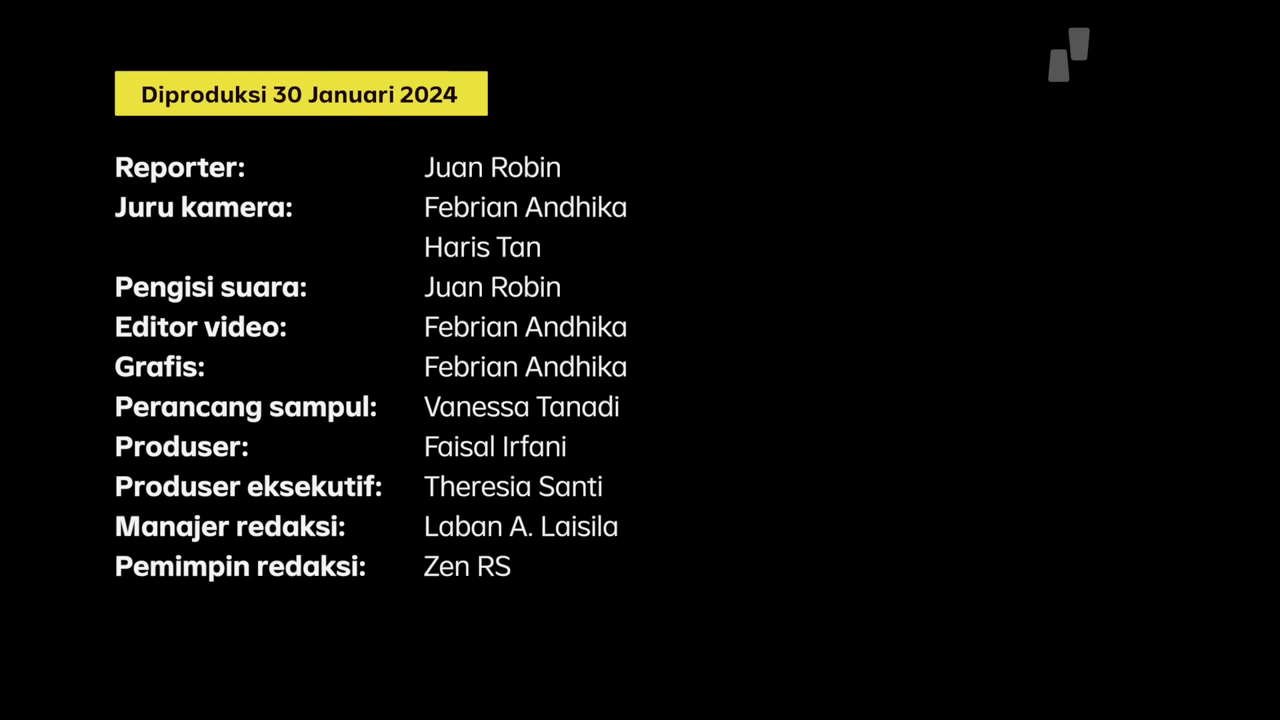 Diproduksi 30 Januari 2024
Reporter: Juan Robin
Juru kamera: Febrian Andhika
Haris Tan
Pengisi suara: Juan Robin
Editor video: Febrian Andhika
Grafis: Febrian Andhika
Perancang sampul: Vanessa Tanadi
Produser: Faisal Irfani
Produser eksekutif: Theresia Santi
Manajer redaksi: Laban A. Laisila
Pemimpin redaksi: Zen RS